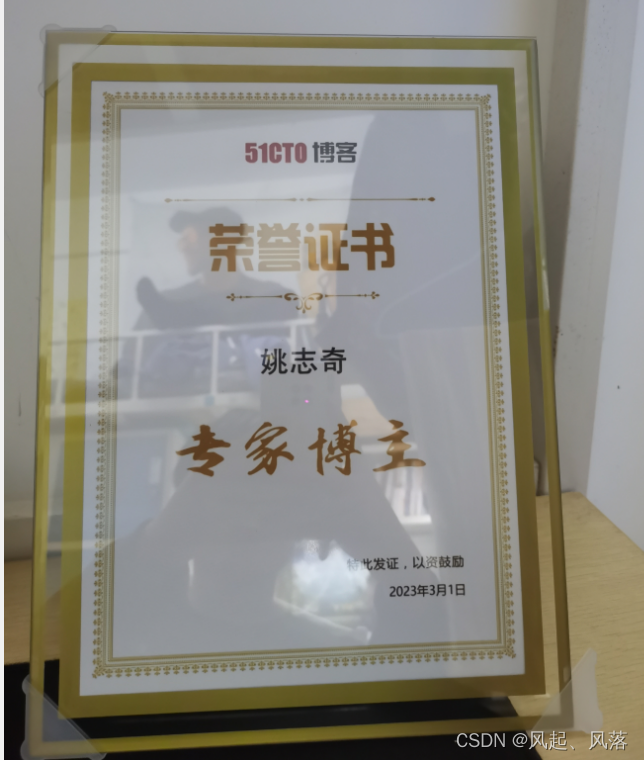 51CTO 博客
荣誉证书
姚志奇
专家博主
特此发证，以资鼓励
2023年3月1日
CSDN @风起、风落